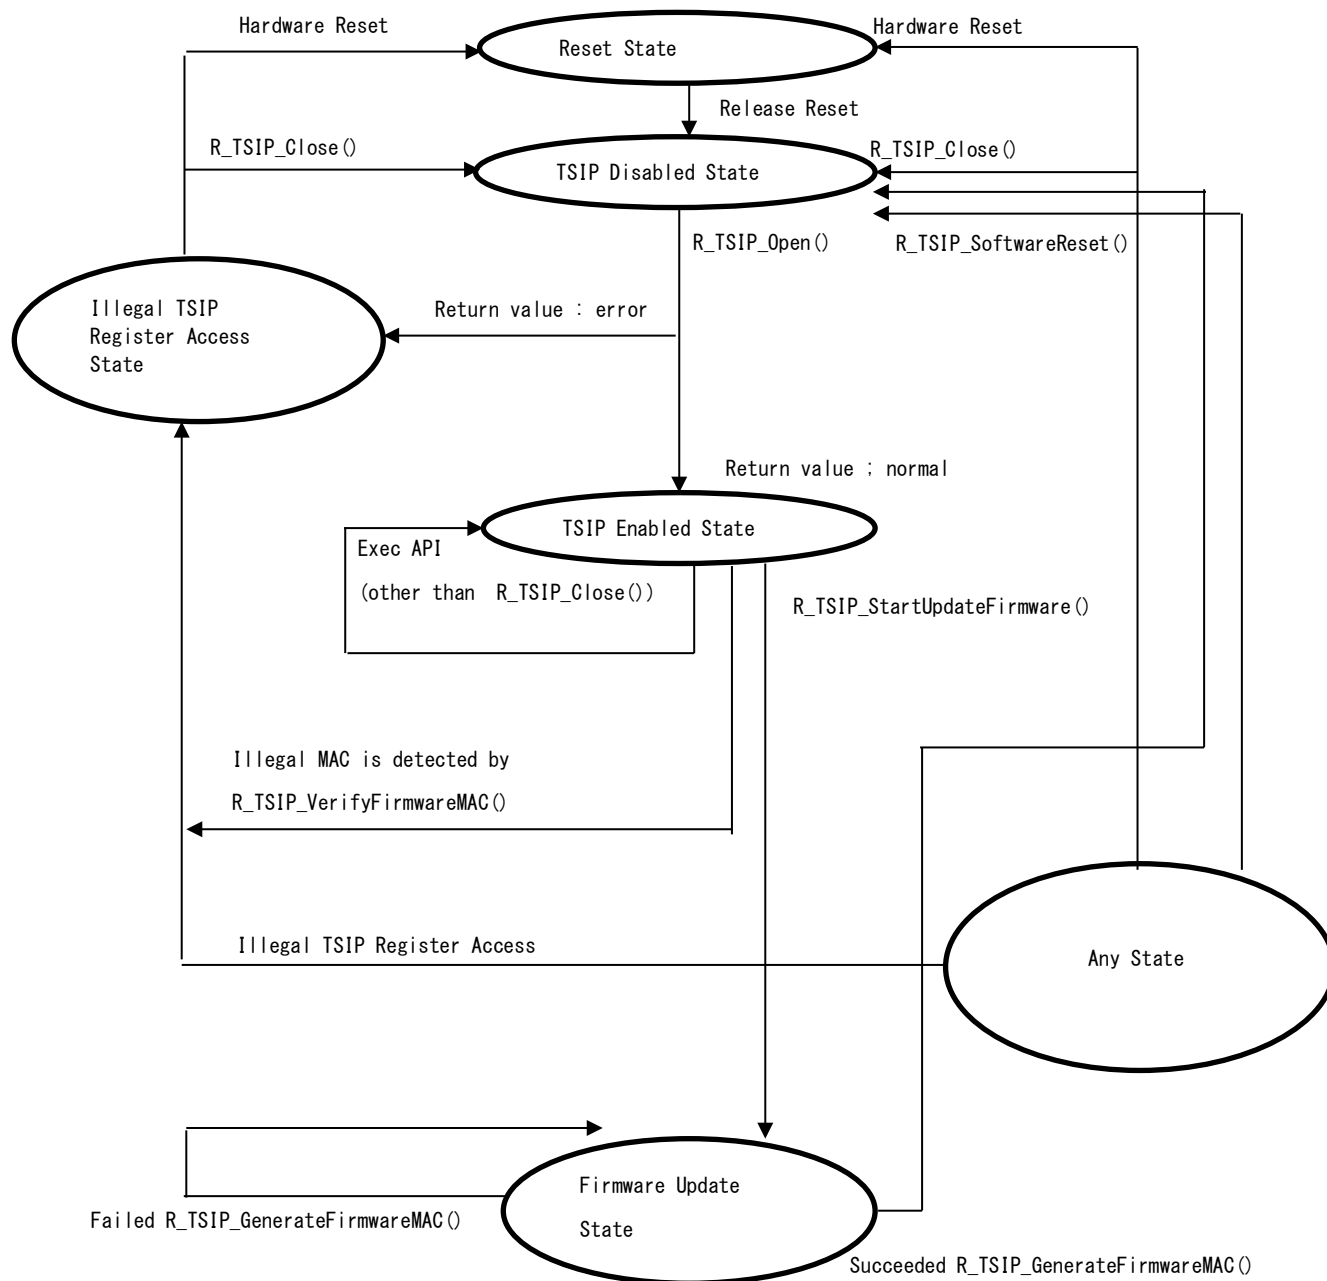 Hardware Reset
Hardware Reset
Reset State
Release Reset
R_TSIP_Close()
R_TSIP_Close()
TSIP Disabled State
R_TSIP_Open()
R_TSIP_SoftwareReset()
Illegal TSIP
Register Access
State
Return value : error
Return value ; normal
TSIP Enabled State
Exec API
(other than R_TSIP_Close())
R_TSIP_StartUpdateFirmware()
Illegal MAC is detected by
R_TSIP_VerifyFirmwareMAC()
Illegal TSIP Register Access
Any State
Firmware Update
State
Failed R_TSIP_GenerateFirmwareMAC()
Succeeded R_TSIP_GenerateFirmwareMAC()